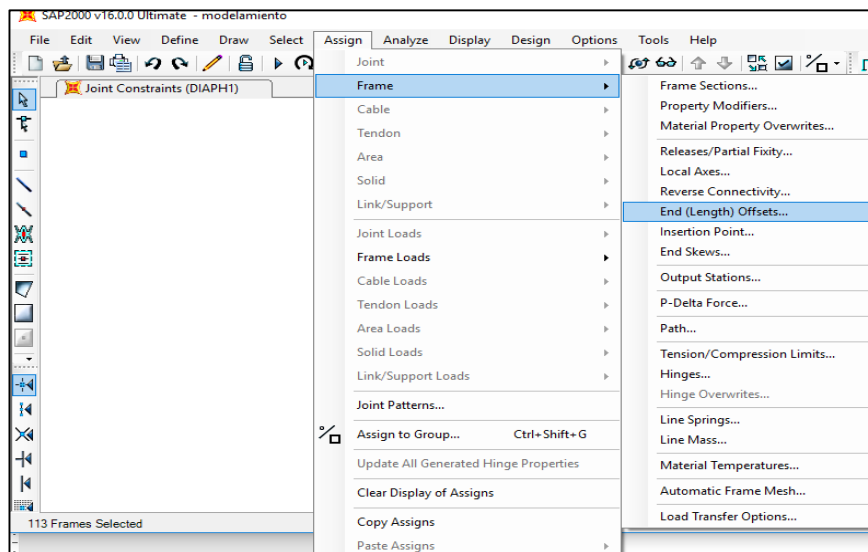 SAP2000 v16.0.0 Ultimate - modelamiento
File Edit View Define Draw Select Assign Analyze Display Design Options Tools Help
Joint Constraints (DIAPH1)
Joint
Frame
Cable
Tendon
Area
Solid
Link/Support
Joint Loads
Frame Loads
Cable Loads
Tendon Loads
Area Loads
Solid Loads
Link/Support Loads
Joint Patterns...
Assign to Group... Ctrl+Shift+G
Update All Generated Hinge Properties
Clear Display of Assigns
Copy Assigns
Paste Assigns
Frame Sections...
Property Modifiers...
Material Property Overwrites...
Releases/Partial Fixity...
Local Axes...
Reverse Connectivity...
End (Length) Offsets...
Insertion Point...
End Skews...
Output Stations...
P-Delta Force...
Path...
Tension/Compression Limits...
Hinges...
Hinge Overwrites...
Line Springs...
Line Mass...
Material Temperatures...
Automatic Frame Mesh...
Load Transfer Options...
113 Frames Selected